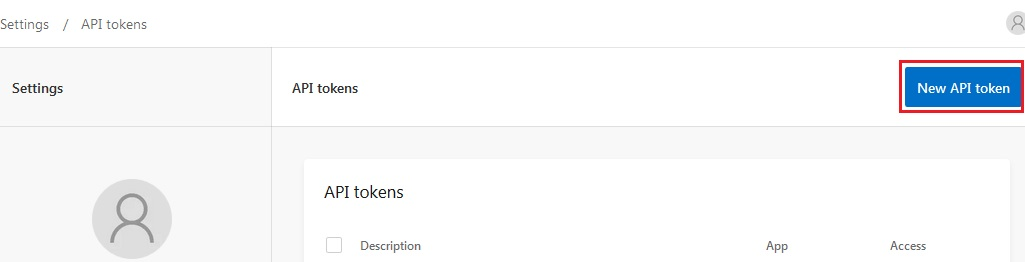 Settings / API tokens
Settings
API tokens
New API token
API tokens
Description App Access